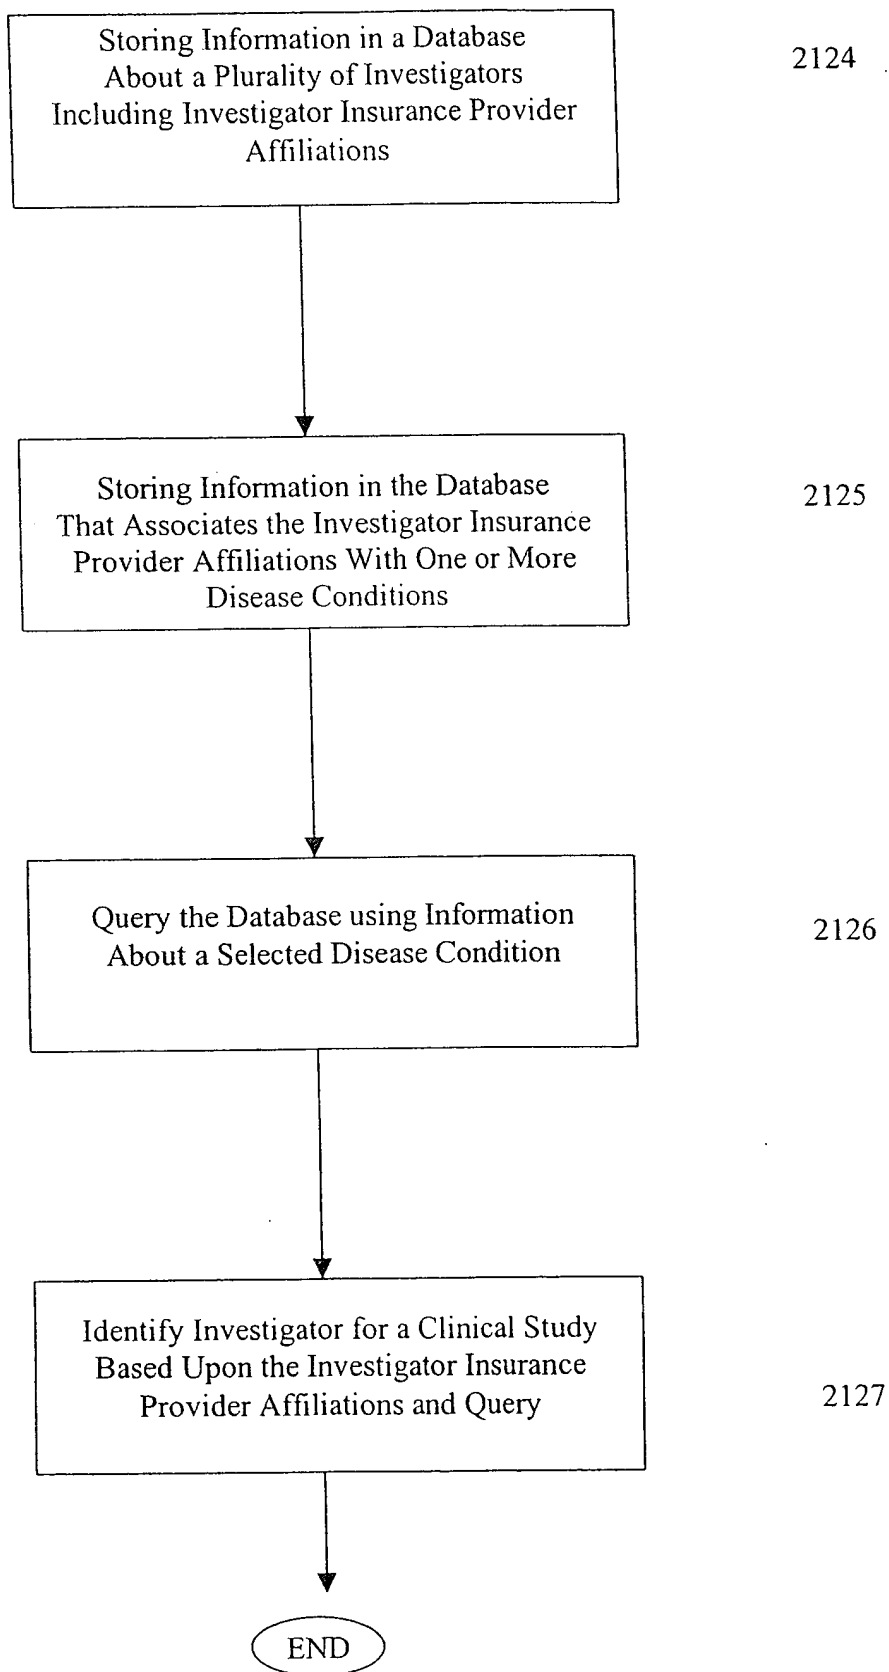 Storing Information in a Database
About a Plurality of Investigators
Including Investigator Insurance Provider
Affiliations
2124
Storing Information in the Database
That Associates the Investigator Insurance
Provider Affiliations With One or More
Disease Conditions
2125
Query the Database using Information
About a Selected Disease Condition
2126
Identify Investigator for a Clinical Study
Based Upon the Investigator Insurance
Provider Affiliations and Query
2127
END